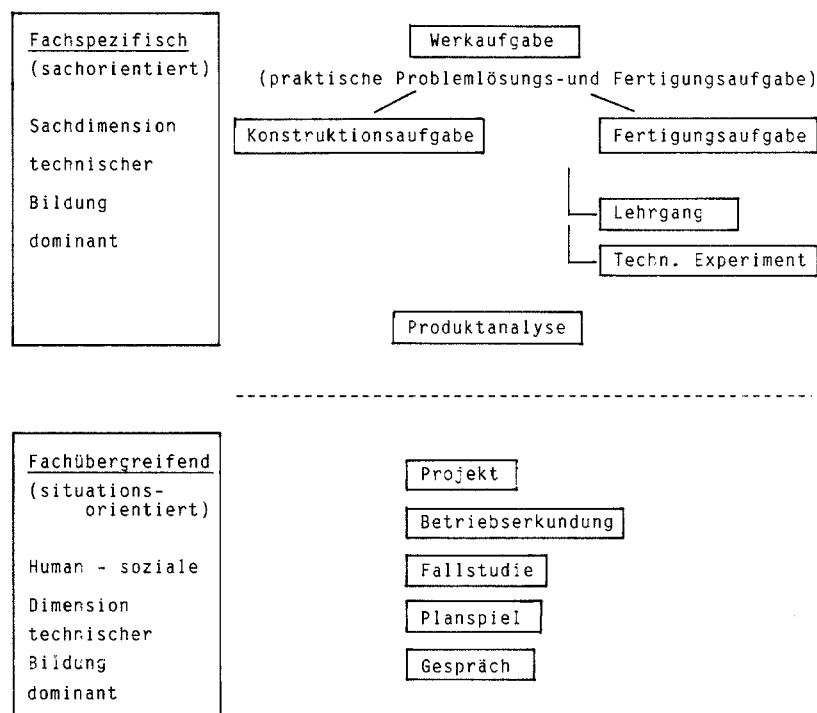 Fachspezifisch
(sachorientiert)
Sachdimension
technischer
Bildung
dominant
Werkaufgabe
(praktische Problemlösungs-und Fertigungsaufgabe)
Konstruktionsaufgabe
Fertigungsaufgabe
Lehrgang
Techn. Experiment
Produktanalyse
Fachübergreifend
(situations-
orientiert)
Human - soziale
Dimension
technischer
Bildung
dominant
Projekt
Betriebserkundung
Fallstudie
Planspiel
Gespräch